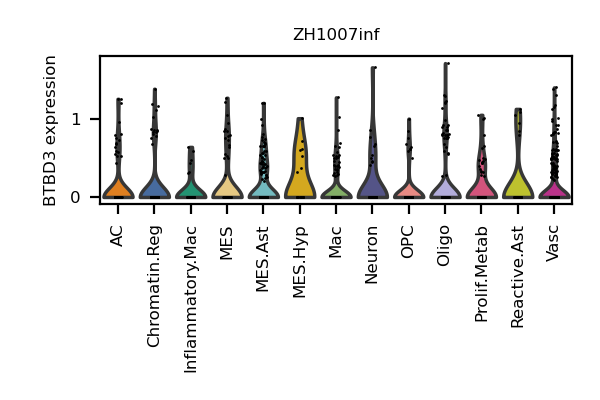 ZH1007inf
BTBD3 expression
1
0
AC
Chromatin.Reg
Inflammatory.Mac
MES
MES.Ast
MES.Hyp
Mac
Neuron
OPC
Oligo
Prolif.Metab
Reactive.Ast
Vasc